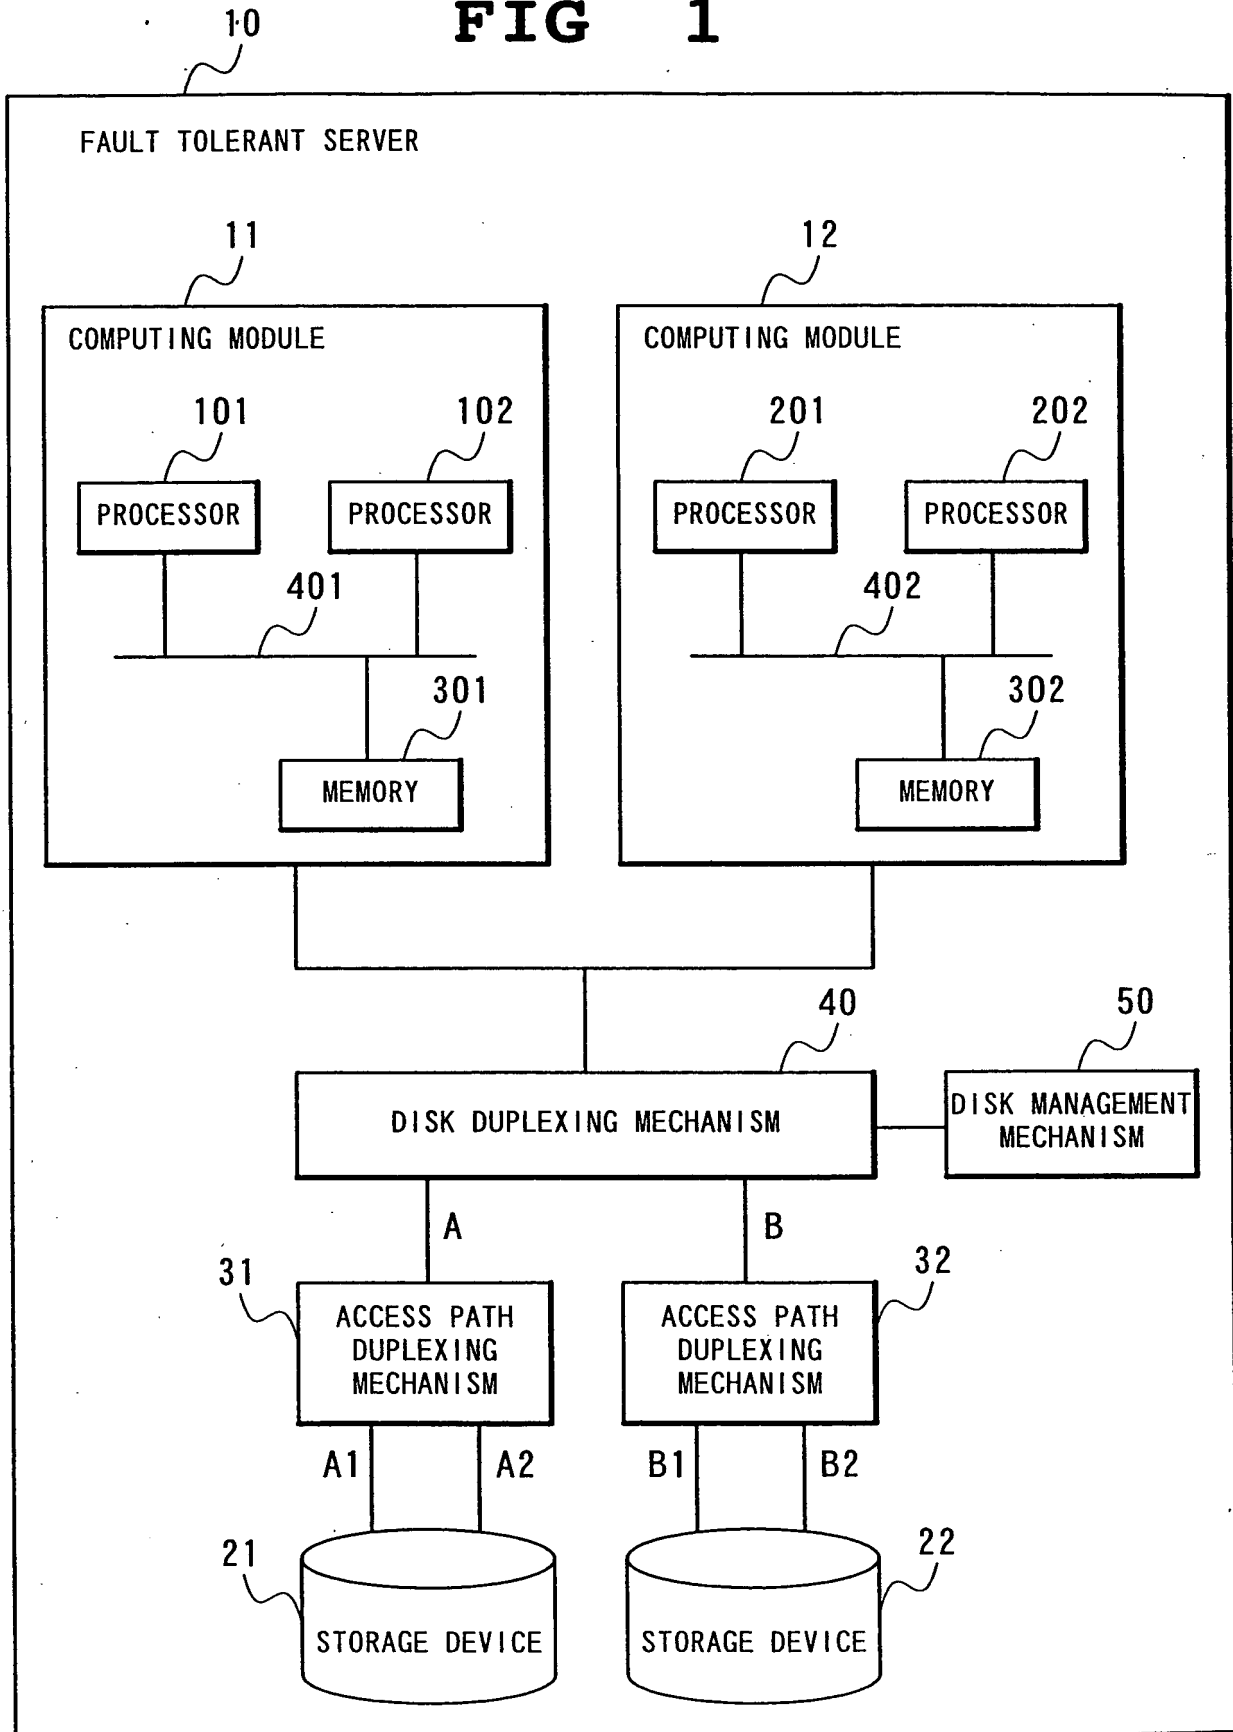 FIG 1
10
FAULT TOLERANT SERVER
11
12
COMPUTING MODULE
COMPUTING MODULE
101
102
201
202
PROCESSOR
PROCESSOR
PROCESSOR
PROCESSOR
401
402
301
302
MEMORY
MEMORY
40
50
DISK DUPLEXING MECHANISM
DISK MANAGEMENT
MECHANISM
A
B
31
32
ACCESS PATH
DUPLEXING
MECHANISM
ACCESS PATH
DUPLEXING
MECHANISM
A1
A2
B1
B2
21
22
STORAGE DEVICE
STORAGE DEVICE